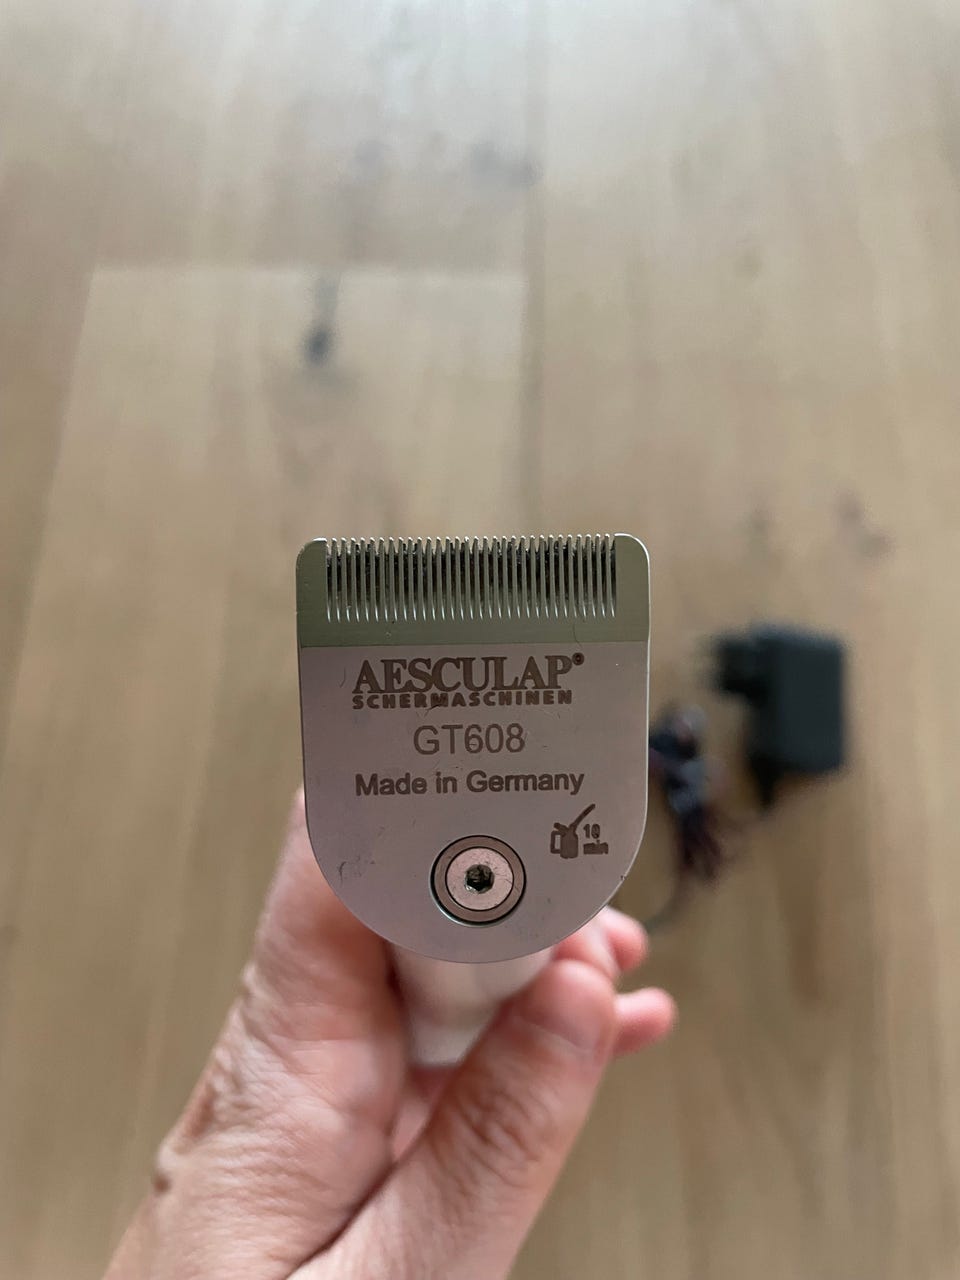 AESCULAP®
SCHERMASCHINEN
GT608
Made in Germany
10
min